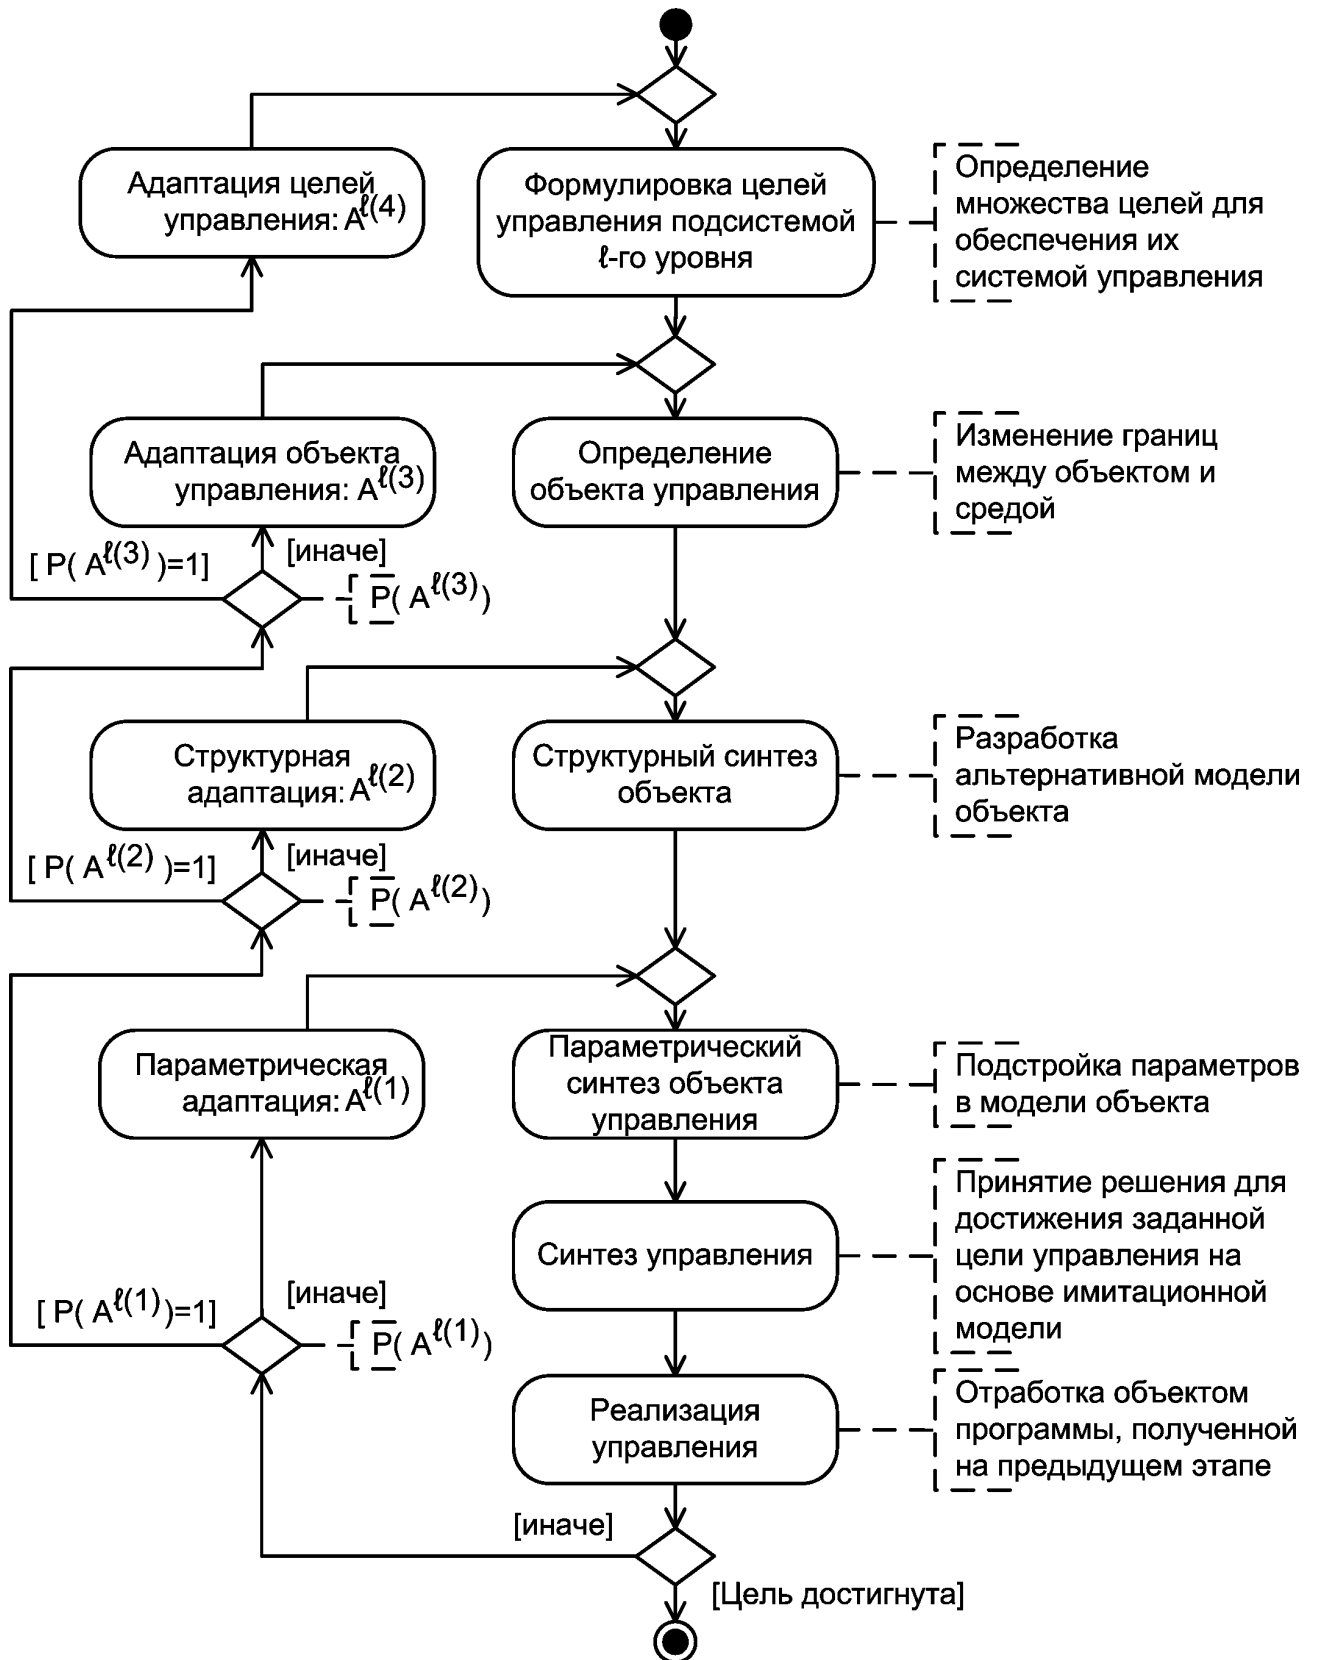 Адаптация целей
управления: Aℓ(4)
Формулировка целей
управления подсистемой
ℓ-го уровня
Определение
множества целей для
обеспечения их
системой управления
Адаптация объекта
управления: Aℓ(3)
Определение
объекта управления
Изменение границ
между объектом и
средой
[ P( Aℓ(3) )=1]
[иначе]
P( Aℓ(3))
Структурная
адаптация: Aℓ(2)
Структурный синтез
объекта
Разработка
альтернативной модели
объекта
[ P( Aℓ(2) )=1]
[иначе]
P( Aℓ(2))
Параметрическая
адаптация: Aℓ(1)
Параметрический
синтез объекта
управления
Подстройка параметров
в модели объекта
Синтез управления
Принятие решения для
достижения заданной
цели управления на
основе имитационной
модели
[ P( Aℓ(1))=1]
[иначе]
P( Aℓ(1))
Реализация
управления
Отработка объектом
программы, полученной
на предыдущем этапе
[иначе]
[Цель достигнута]